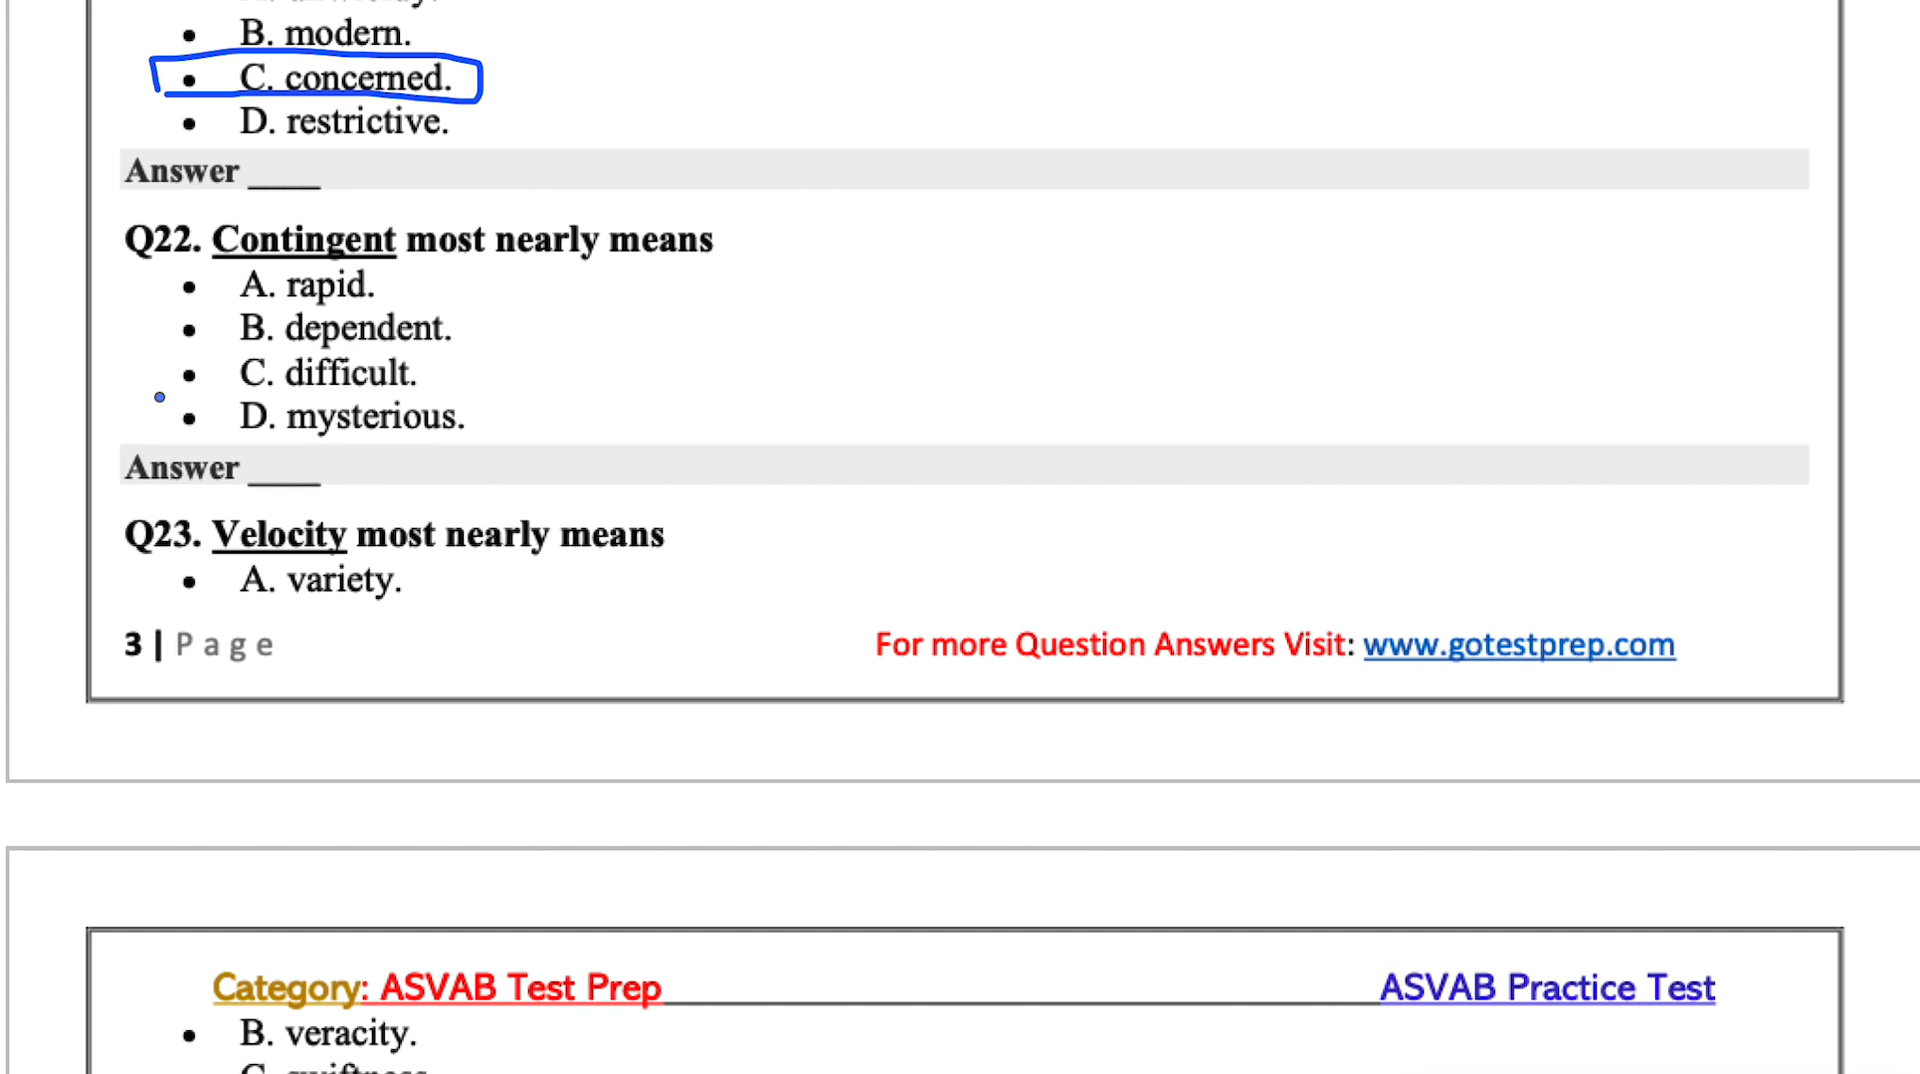 B. modern.
C. concerned.
D. restrictive.
Answer ____
Q22. Contingent most nearly means
A. rapid.
B. dependent.
C. difficult.
D. mysterious.
Answer ____
Q23. Velocity most nearly means
A. variety.
3 | Page For more Question Answers Visit: www.gotestprep.com
Category: ASVAB Test Prep ASVAB Practice Test
B. veracity.
C. swiftness